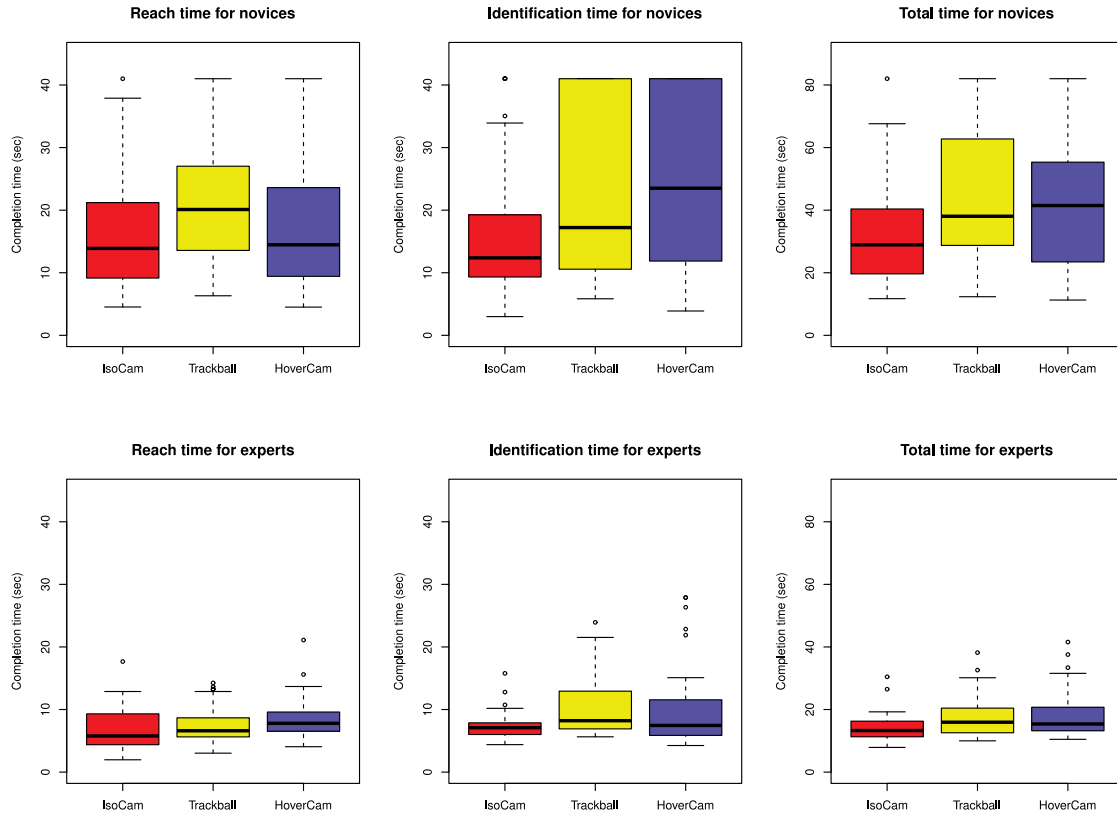 Reach time for novices
Identification time for novices
Total time for novices
Completion time (sec)
0
10
20
30
40
IsoCam
Trackball
HoverCam
Completion time (sec)
0
10
20
30
40
IsoCam
Trackball
HoverCam
Completion time (sec)
0
20
40
60
80
IsoCam
Trackball
HoverCam
Reach time for experts
Identification time for experts
Total time for experts
Completion time (sec)
0
10
20
30
40
IsoCam
Trackball
HoverCam
Completion time (sec)
0
10
20
30
40
IsoCam
Trackball
HoverCam
Completion time (sec)
0
20
40
60
80
IsoCam
Trackball
HoverCam